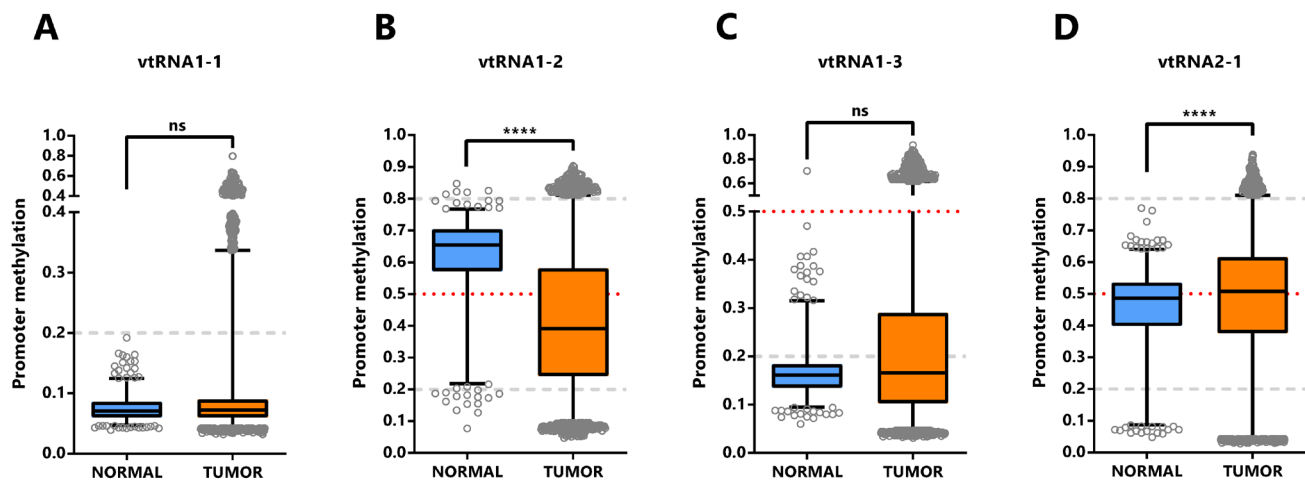 A
vtRNA1-1
ns
Promoter methylation
1.0
0.8
0.6
0.4
0.4
0.3
0.2
0.1
0.0
NORMAL
TUMOR
B
vtRNA1-2
****
Promoter methylation
1.0
0.9
0.8
0.7
0.6
0.5
0.4
0.3
0.2
0.1
0.0
NORMAL
TUMOR
C
vtRNA1-3
ns
Promoter methylation
1.0
0.8
0.6
0.5
0.4
0.3
0.2
0.1
0.0
NORMAL
TUMOR
D
vtRNA2-1
****
Promoter methylation
1.0
0.9
0.8
0.7
0.6
0.5
0.4
0.3
0.2
0.1
0.0
NORMAL
TUMOR